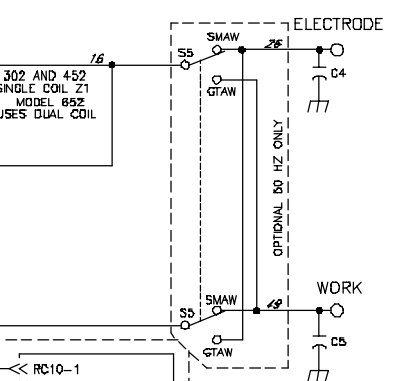 ELECTRODE
SMAW
26
16
S5
302 AND 452
SINGLE COIL Z1
MODEL 652
USES DUAL COIL
GTAW
C4
OPTIONAL 50 HZ ONLY
WORK
SMAW
49
S5
GTAW
C5
RC10-1